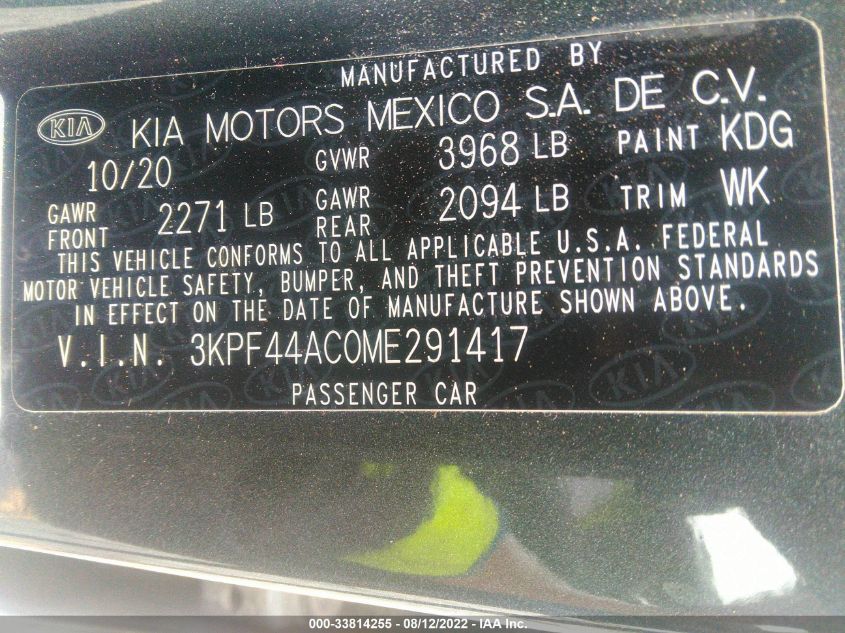 MANUFACTURED BY
KIA KIA MOTORS MEXICO S.A. DE C.V.
10/20 GVWR 3968 LB PAINT KDG
GAWR FRONT 2271 LB GAWR REAR 2094 LB TRIM WK
THIS VEHICLE CONFORMS TO ALL APPLICABLE U.S.A. FEDERAL
MOTOR VEHICLE SAFETY, BUMPER, AND THEFT PREVENTION STANDARDS
IN EFFECT ON THE DATE OF MANUFACTURE SHOWN ABOVE.
V.I.N. 3KPF44AC0ME291417
PASSENGER CAR
000-33814255 - 08/12/2022 - IAA Inc.